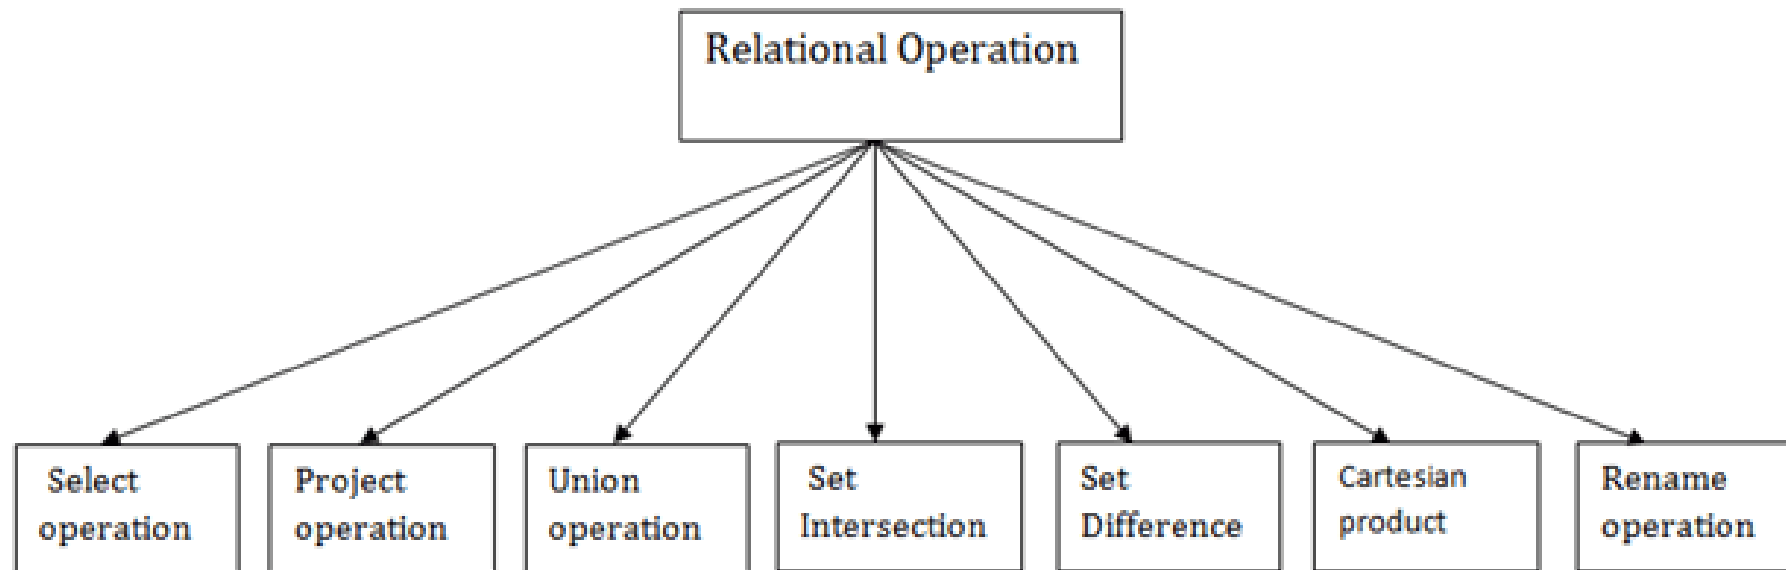 Relational Operation
Select
operation
Project
operation
Union
operation
Set
Intersection
Set
Difference
Cartesian
product
Rename
operation